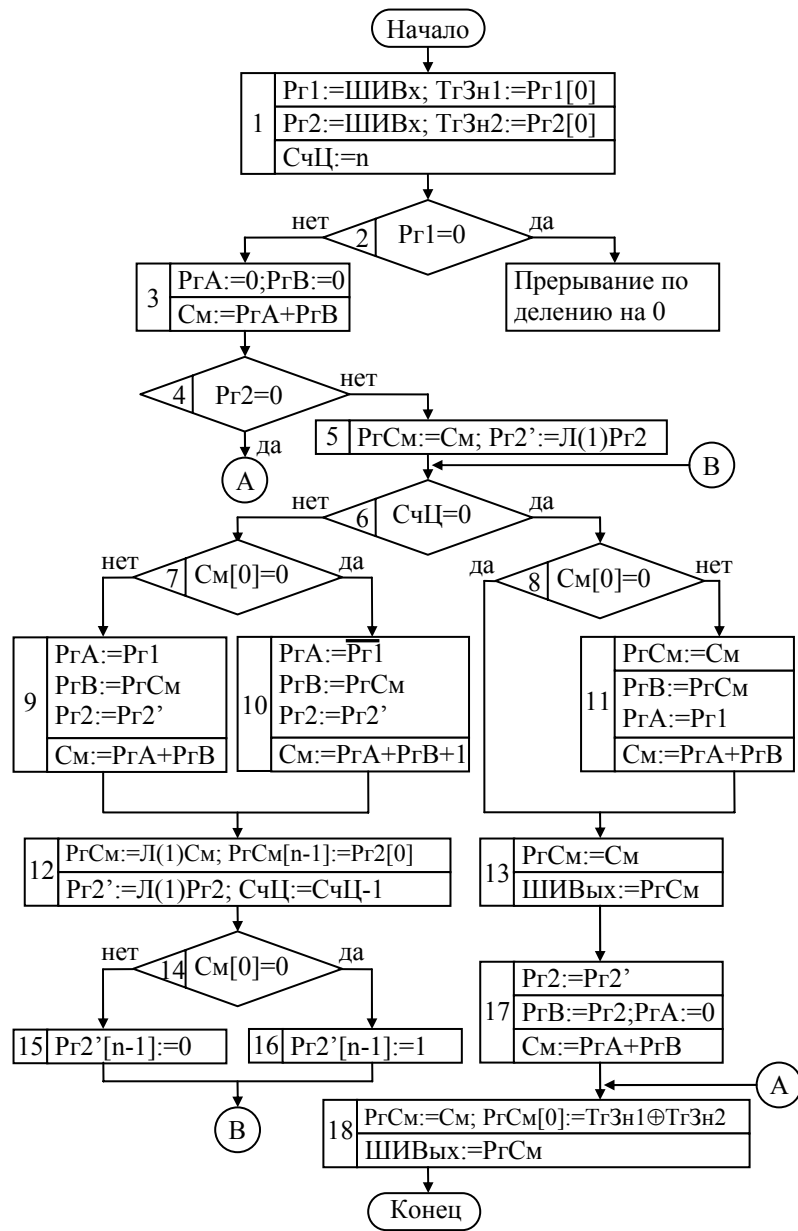 Начало
Рг1:=ШИВх; ТгЗн1:=Рг1[0]
1
Рг2:=ШИВх; ТгЗн2:=Рг2[0]
СчЦ:=n
нет
2
Рг1=0
да
3
РгА:=0;РгВ:=0
См:=РгА+РгВ
Прерывание по
делению на 0
4
Рг2=0
нет
да
А
5
РгСм:=См; Рг2’:=Л(1)Рг2
В
нет
6
СчЦ=0
да
нет
7
См[0]=0
да
да
8
См[0]=0
нет
9
РгА:=Рг1
РгВ:=РгСм
Рг2:=Рг2’
См:=РгА+РгВ
10
РгА:=Рг1
РгВ:=РгСм
Рг2:=Рг2’
См:=РгА+РгВ+1
11
РгСм:=См
РгВ:=РгСм
РгА:=Рг1
См:=РгА+РгВ
12
РгСм:=Л(1)См; РгСм[n-1]:=Рг2[0]
Рг2’:=Л(1)Рг2; СчЦ:=СчЦ-1
13
РгСм:=См
ШИВых:=РгСм
нет
14
См[0]=0
да
15
Рг2’[n-1]:=0
16
Рг2’[n-1]:=1
В
17
Рг2:=Рг2’
РгВ:=Рг2;РгА:=0
См:=РгА+РгВ
А
18
РгСм:=См; РгСм[0]:=ТгЗн1⊕ТгЗн2
ШИВых:=РгСм
Конец